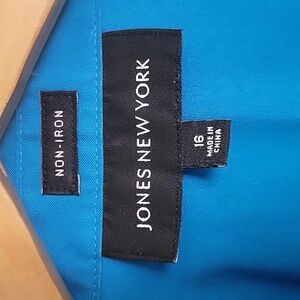 NON-IRON
JONES NEW YORK
16
MADE IN
CHINA